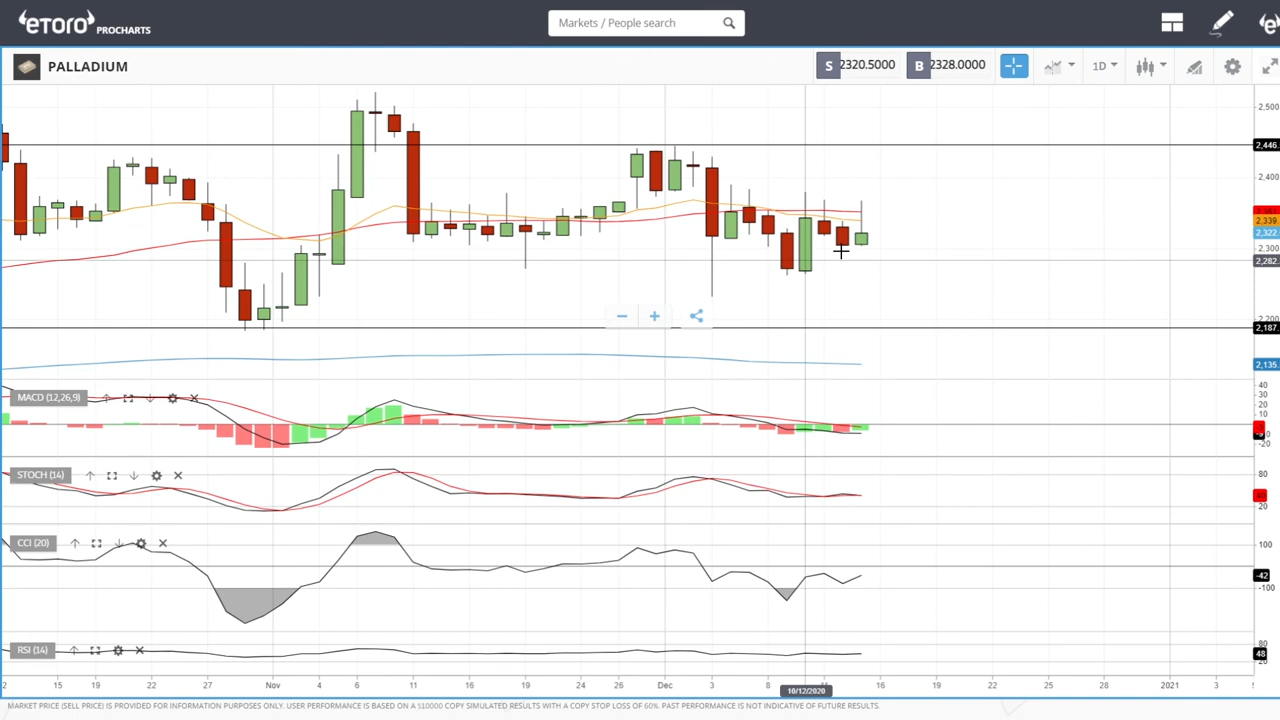 eTORO PROCHARTS
Markets / People search
PALLADIUM
S 2320.5000 B 2328.0000 1D
2,500
2,446.
2,400
2,339
2,322
2,300
2,282.
2,200
2,187.
2,135.
MACD (12,26,9)
40
30
20
-20
STOCH (14)
80
20
CCI (20)
100
-42
-100
RSI (14)
80
48
20
15 19 22 27 Nov 4 6 11 16 19 24 26 Dec 3 8 16 19 22 25 28 2021 3
10/12/2020
MARKET PRICE (SELL PRICE) IS PROVIDED FOR INFORMATION PURPOSES ONLY. USER PERFORMANCE IS BASED ON A $10000 COPY SIMULATED RESULTS WITH A COPY STOP LOSS OF 60%. PAST PERFORMANCE IS NOT INDICATIVE OF FUTURE RESULTS.